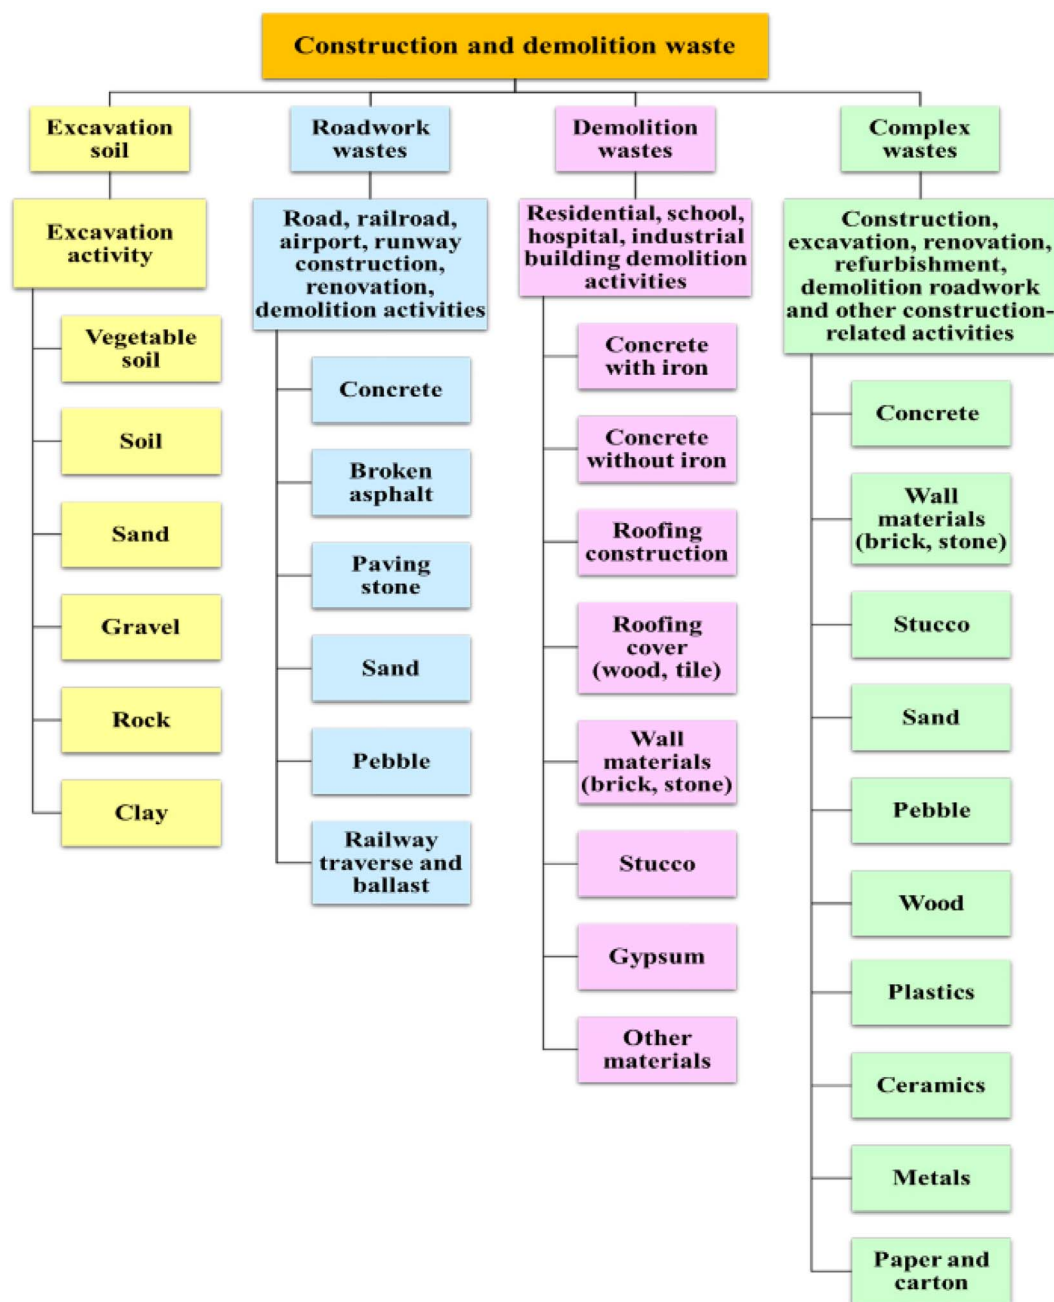 Construction and demolition waste
Excavation
soil
Roadwork
wastes
Demolition
wastes
Complex
wastes
Excavation
activity
Vegetable
soil
Soil
Sand
Gravel
Rock
Clay
Road, railroad,
airport, runway
construction,
renovation,
demolition activities
Concrete
Broken
asphalt
Paving
stone
Sand
Pebble
Railway
traverse and
ballast
Residential, school,
hospital, industrial
building demolition
activities
Concrete
with iron
Concrete
without iron
Roofing
construction
Roofing
cover
(wood, tile)
Wall
materials
(brick, stone)
Stucco
Gypsum
Other
materials
Construction,
excavation, renovation,
refurbishment,
demolition roadwork
and other construction-
related activities
Concrete
Wall
materials
(brick, stone)
Stucco
Sand
Pebble
Wood
Plastics
Ceramics
Metals
Paper and
carton